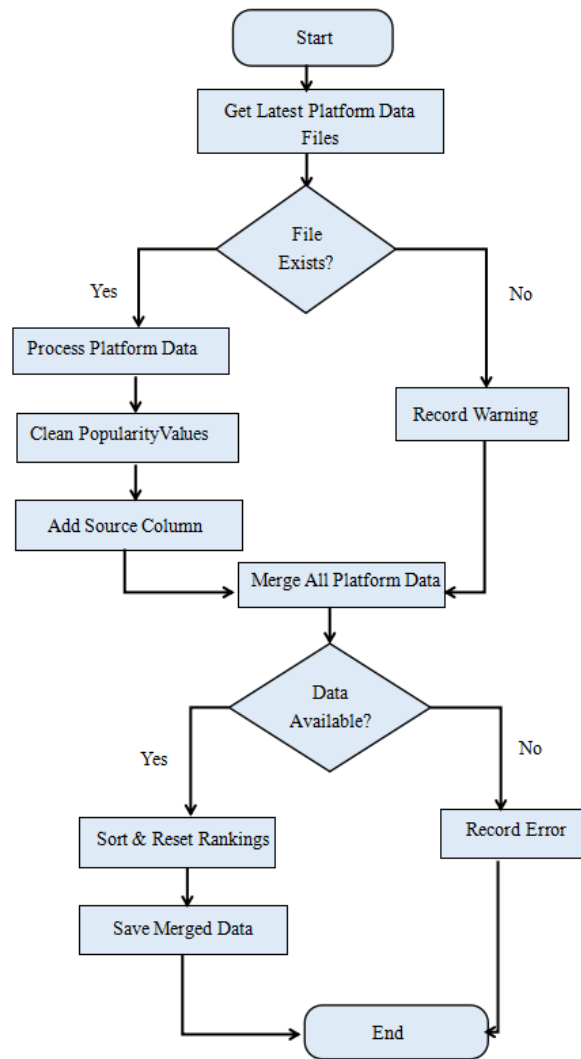 Start
Get Latest Platform Data
Files
File
Exists?
Yes
No
Process Platform Data
Record Warning
Clean PopularityValues
Add Source Column
Merge All Platform Data
Data
Available?
Yes
No
Sort & Reset Rankings
Record Error
Save Merged Data
End